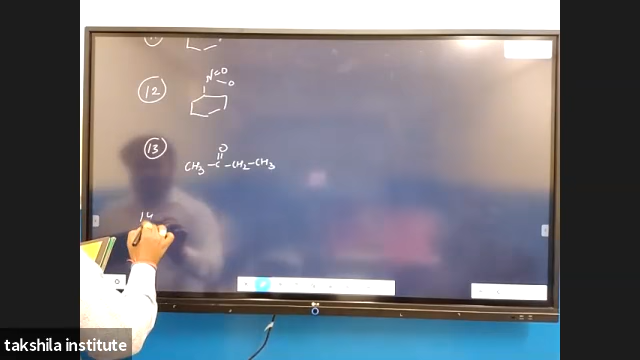 12
N=O
O
13
O
CH3-C-CH2-CH3
14
takshila institute